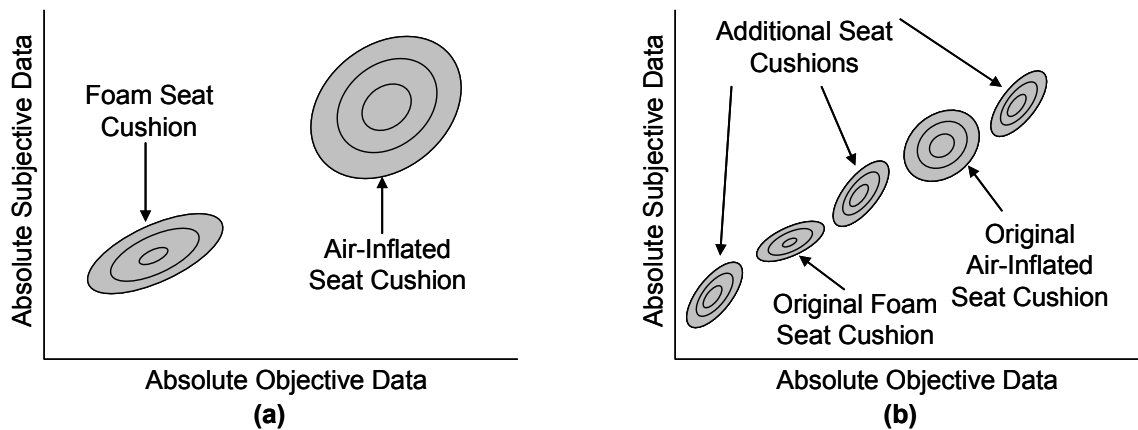 Absolute Subjective Data
Foam Seat
Cushion
Air-Inflated
Seat Cushion
Absolute Objective Data
(a)
Absolute Subjective Data
Additional Seat
Cushions
Original
Air-Inflated
Seat Cushion
Original Foam
Seat Cushion
Absolute Objective Data
(b)